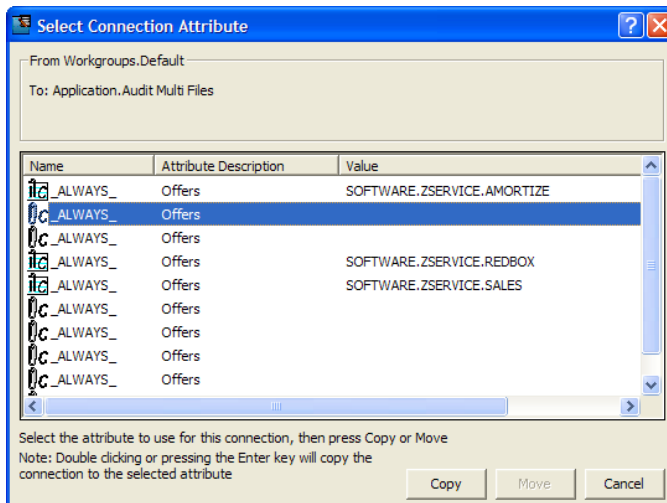 Select Connection Attribute
From Workgroups.Default
To: Application.Audit Multi Files
Name Attribute Description Value
_ALWAYS_ Offers SOFTWARE.ZSERVICE.AMORTIZE
_ALWAYS_ Offers
_ALWAYS_ Offers
_ALWAYS_ Offers SOFTWARE.ZSERVICE.REDBOX
_ALWAYS_ Offers SOFTWARE.ZSERVICE.SALES
_ALWAYS_ Offers
_ALWAYS_ Offers
_ALWAYS_ Offers
_ALWAYS_ Offers
Select the attribute to use for this connection, then press Copy or Move
Note: Double clicking or pressing the Enter key will copy the
connection to the selected attribute
Copy Move Cancel